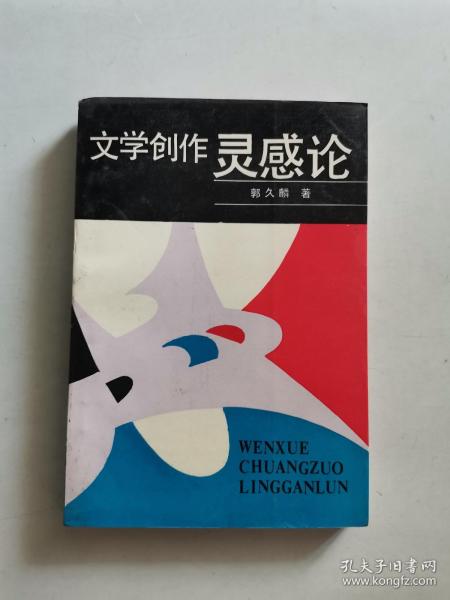 文学创作 灵感论
郭久麟 著
WENXUE
CHUANGZUO
LINGGANLUN
孔夫子旧书网
www.kongfz.com